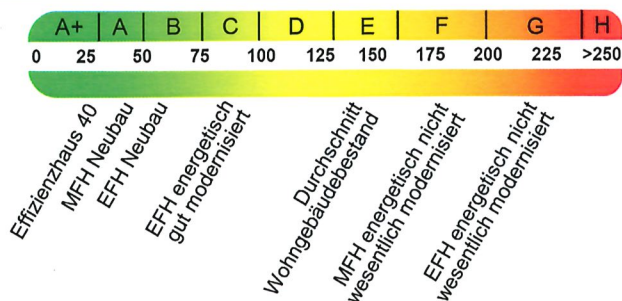 A+ A B C D E F G H
0 25 50 75 100 125 150 175 200 225 >250
Effizienzhaus 40
MFH Neubau
EFH Neubau
EFH energetisch
gut modernisiert
Durchschnitt
Wohngebäudebestand
MFH energetisch nicht
wesentlich modernisiert
EFH energetisch nicht
wesentlich modernisiert